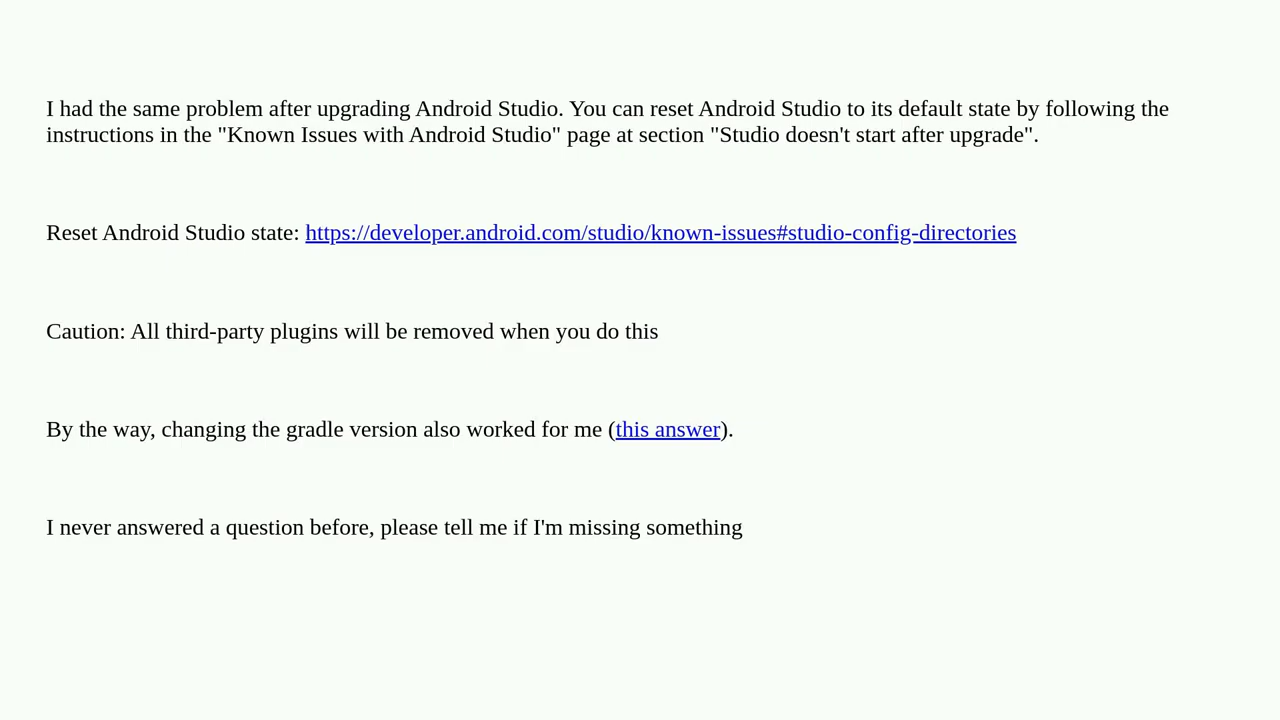 I had the same problem after upgrading Android Studio. You can reset Android Studio to its default state by following the
instructions in the "Known Issues with Android Studio" page at section "Studio doesn't start after upgrade".
Reset Android Studio state: https://developer.android.com/studio/known-issues#studio-config-directories
Caution: All third-party plugins will be removed when you do this
By the way, changing the gradle version also worked for me (this answer).
I never answered a question before, please tell me if I'm missing something